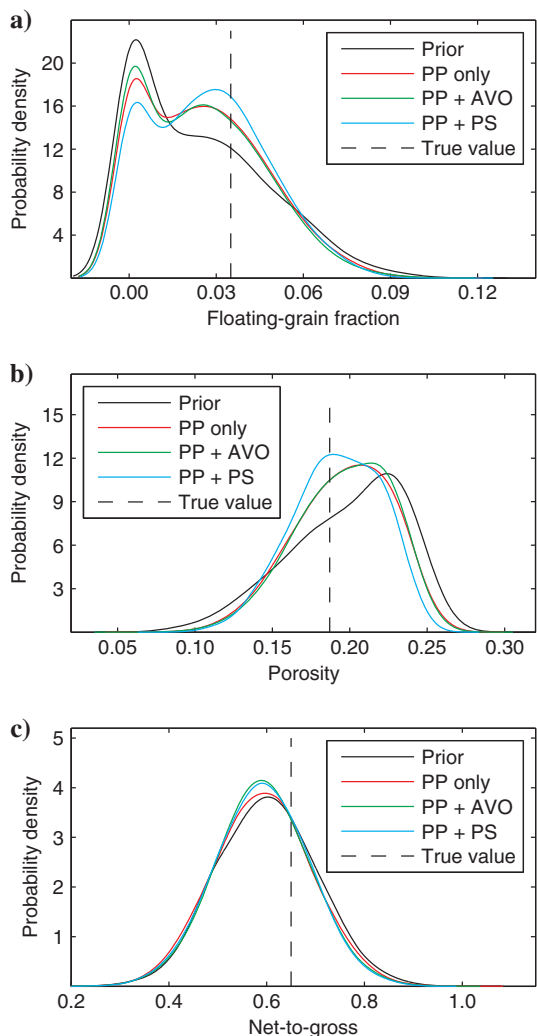 a)
Probability density
20
16
12
8
4
0.00 0.03 0.06 0.09 0.12
Floating-grain fraction
Prior
PP only
PP + AVO
PP + PS
True value
b)
Probability density
15
12
9
6
3
0.05 0.10 0.15 0.20 0.25 0.30
Porosity
Prior
PP only
PP + AVO
PP + PS
True value
c)
Probability density
5
4
3
2
1
0.2 0.4 0.6 0.8 1.0
Net-to-gross
Prior
PP only
PP + AVO
PP + PS
True value